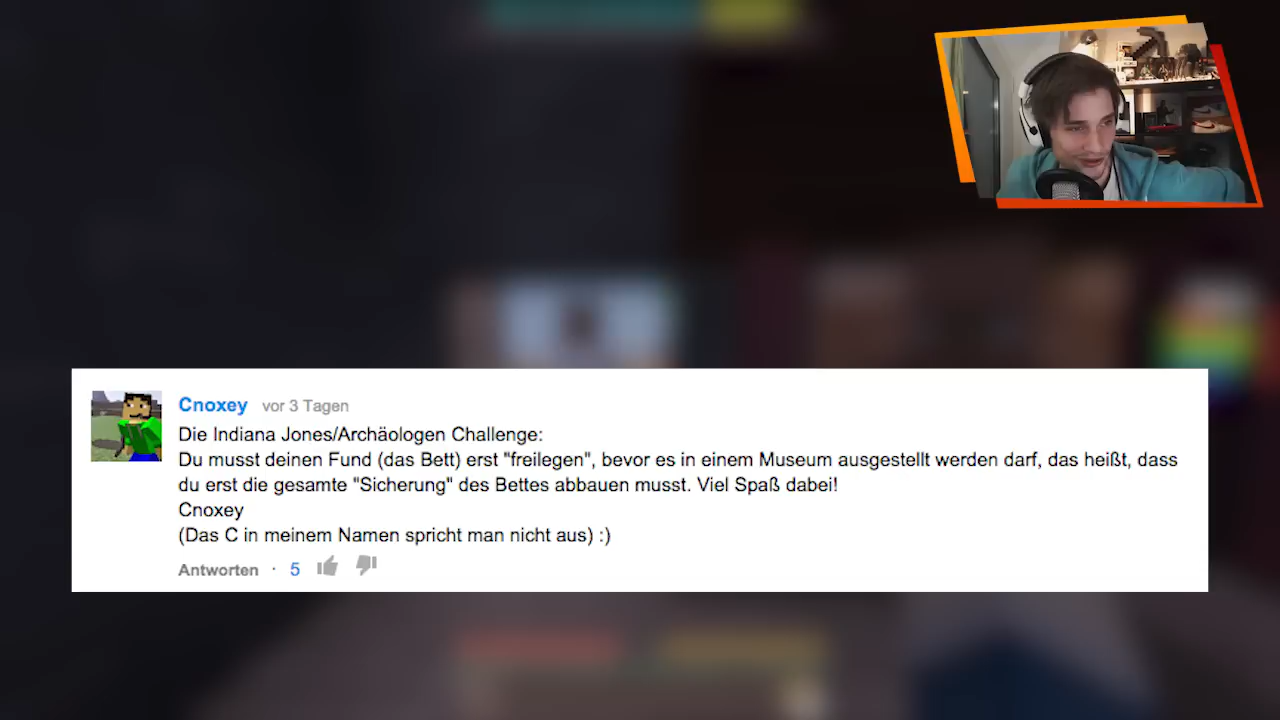 Cnoxey vor 3 Tagen
Die Indiana Jones/Archäologen Challenge:
Du musst deinen Fund (das Bett) erst "freilegen", bevor es in einem Museum ausgestellt werden darf, das heißt, dass
du erst die gesamte "Sicherung" des Bettes abbauen musst. Viel Spaß dabei!
Cnoxey
(Das C in meinem Namen spricht man nicht aus) :)
Antworten · 5